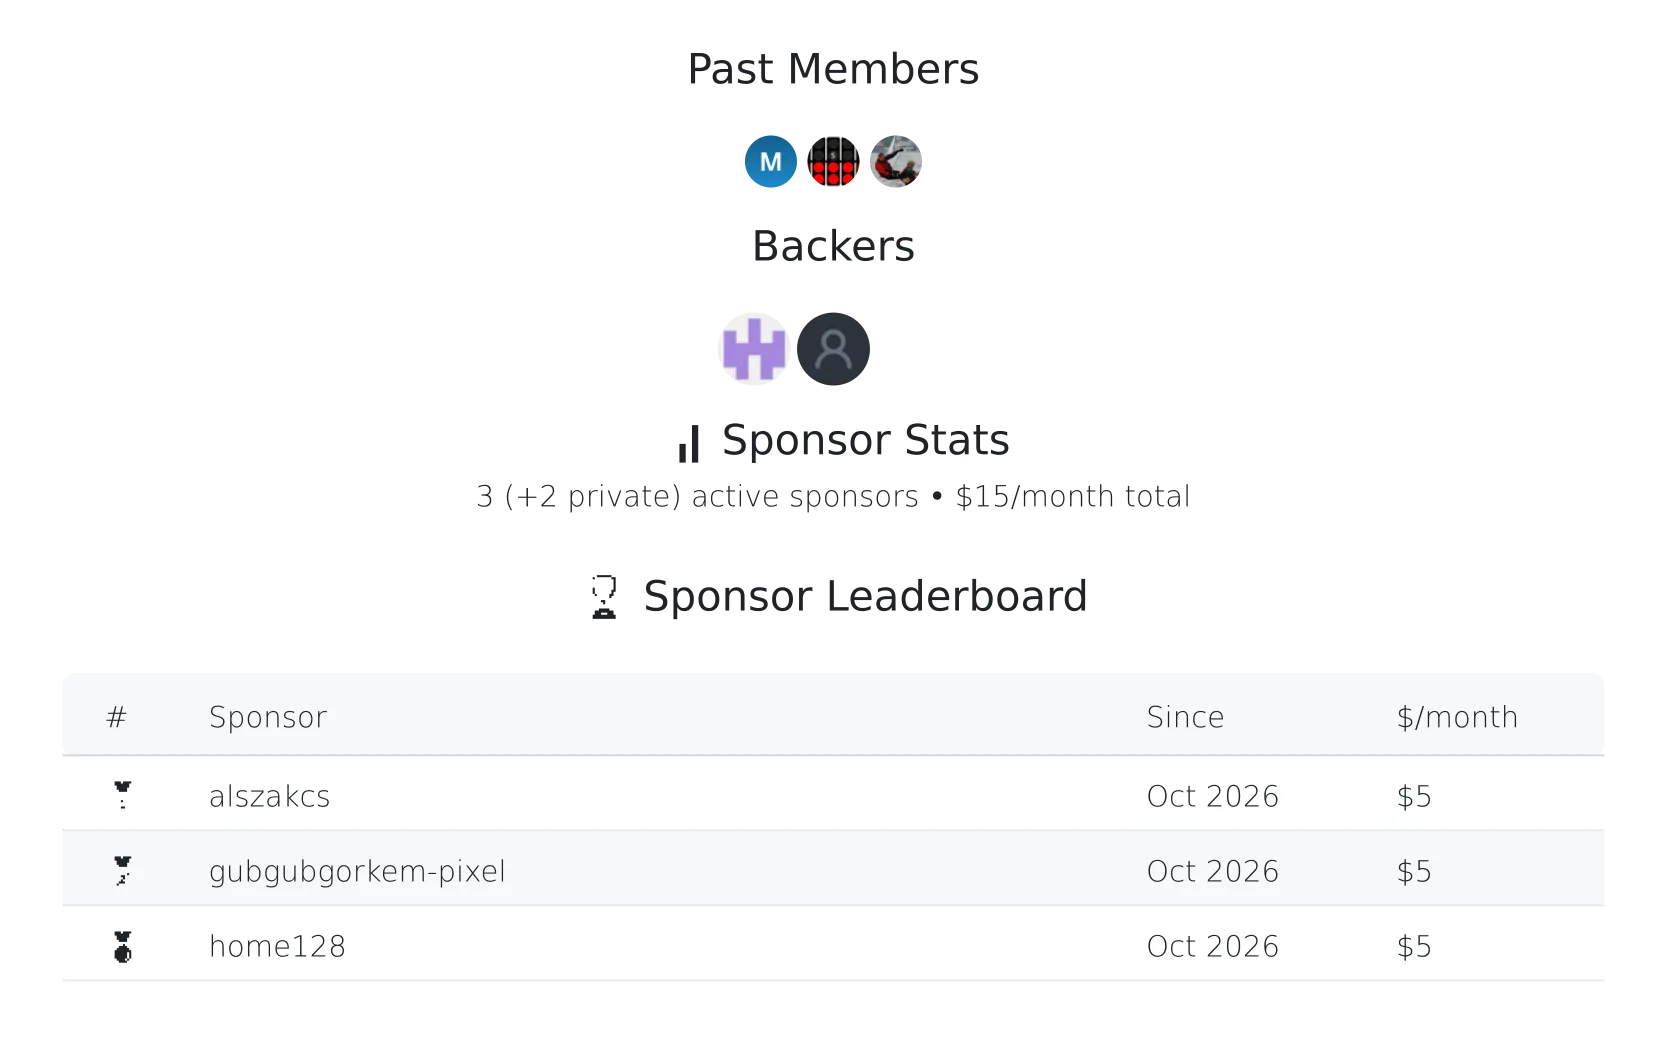 Past Members
M
$
Backers
Sponsor Stats
3 (+2 private) active sponsors • $15/month total
Sponsor Leaderboard
# Sponsor Since $/month
alszakcs Oct 2026 $5
gubgubgorkem-pixel Oct 2026 $5
home128 Oct 2026 $5